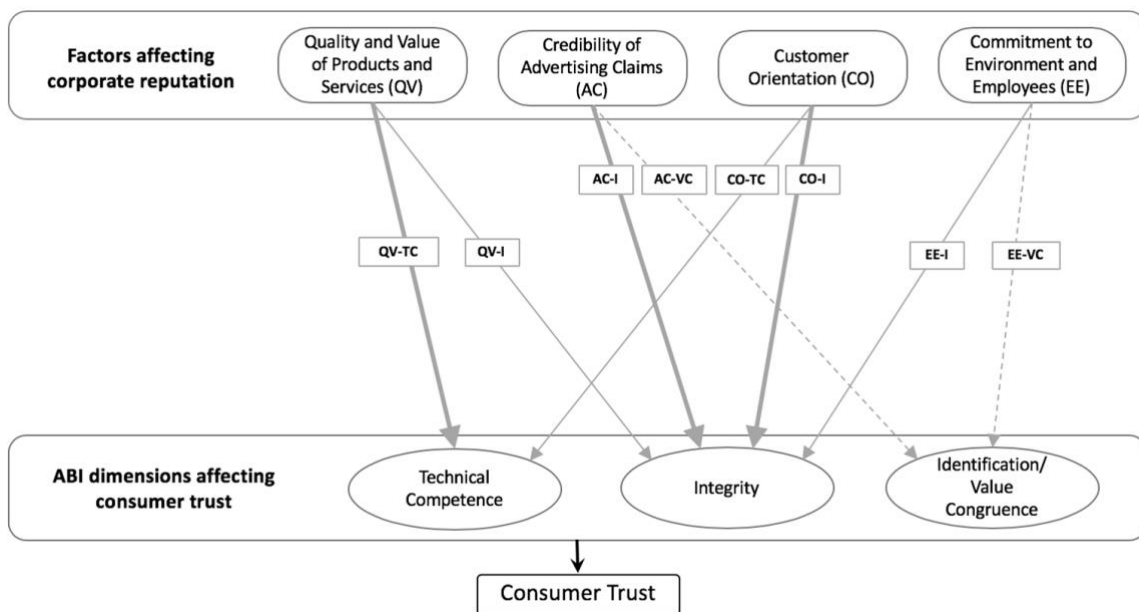 Factors affecting
corporate reputation
Quality and Value
of Products and
Services (QV)
Credibility of
Advertising Claims
(AC)
Customer
Orientation (CO)
Commitment to
Environment and
Employees (EE)
AC-I
AC-VC
CO-TC
CO-I
QV-TC
QV-I
EE-I
EE-VC
ABI dimensions affecting
consumer trust
Technical
Competence
Integrity
Identification/
Value
Congruence
Consumer Trust